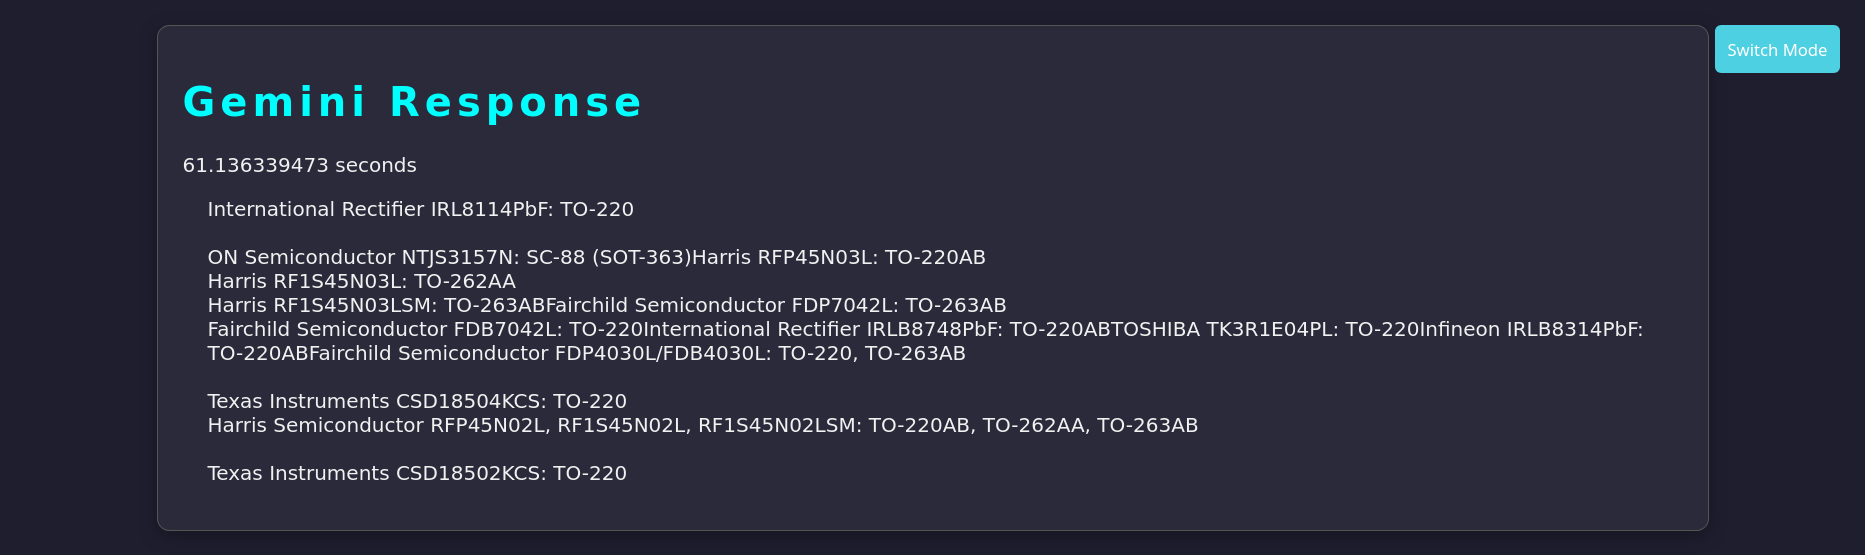 Switch Mode
Gemini Response
61.136339473 seconds
International Rectifier IRL8114PbF: TO-220
ON Semiconductor NTJS3157N: SC-88 (SOT-363)Harris RFP45N03L: TO-220AB
Harris RF1S45N03L: TO-262AA
Harris RF1S45N03LSM: TO-263ABFairchild Semiconductor FDP7042L: TO-263AB
Fairchild Semiconductor FDB7042L: TO-220International Rectifier IRLB8748PbF: TO-220ABTOSHIBA TK3R1E04PL: TO-220Infineon IRLB8314PbF:
TO-220ABFairchild Semiconductor FDP4030L/FDB4030L: TO-220, TO-263AB
Texas Instruments CSD18504KCS: TO-220
Harris Semiconductor RFP45N02L, RF1S45N02L, RF1S45N02LSM: TO-220AB, TO-262AA, TO-263AB
Texas Instruments CSD18502KCS: TO-220